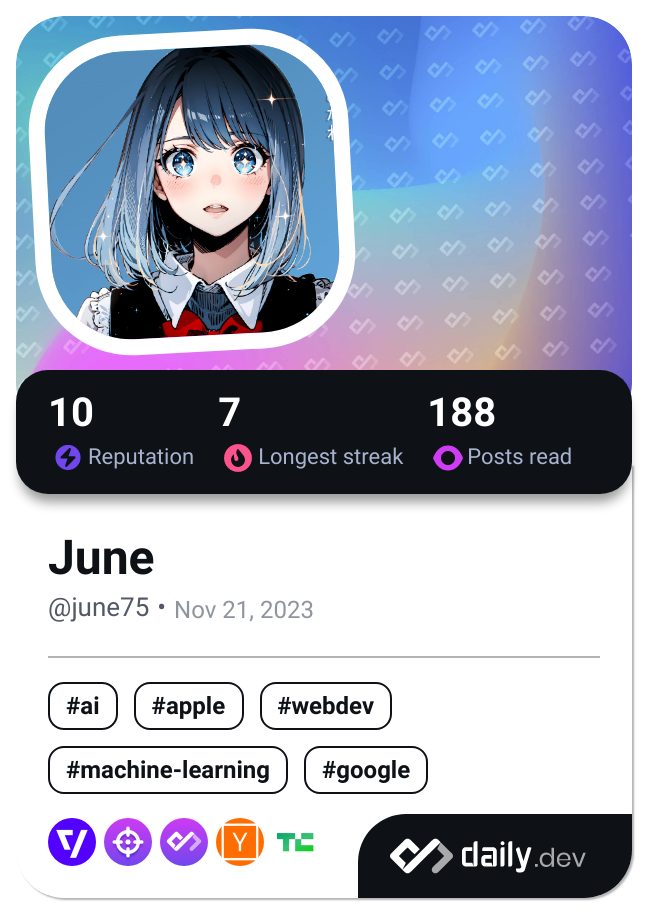 10 7 188
Reputation Longest streak Posts read
June
@june75 • Nov 21, 2023
#ai #apple #webdev
#machine-learning #google
Y TC
daily.dev